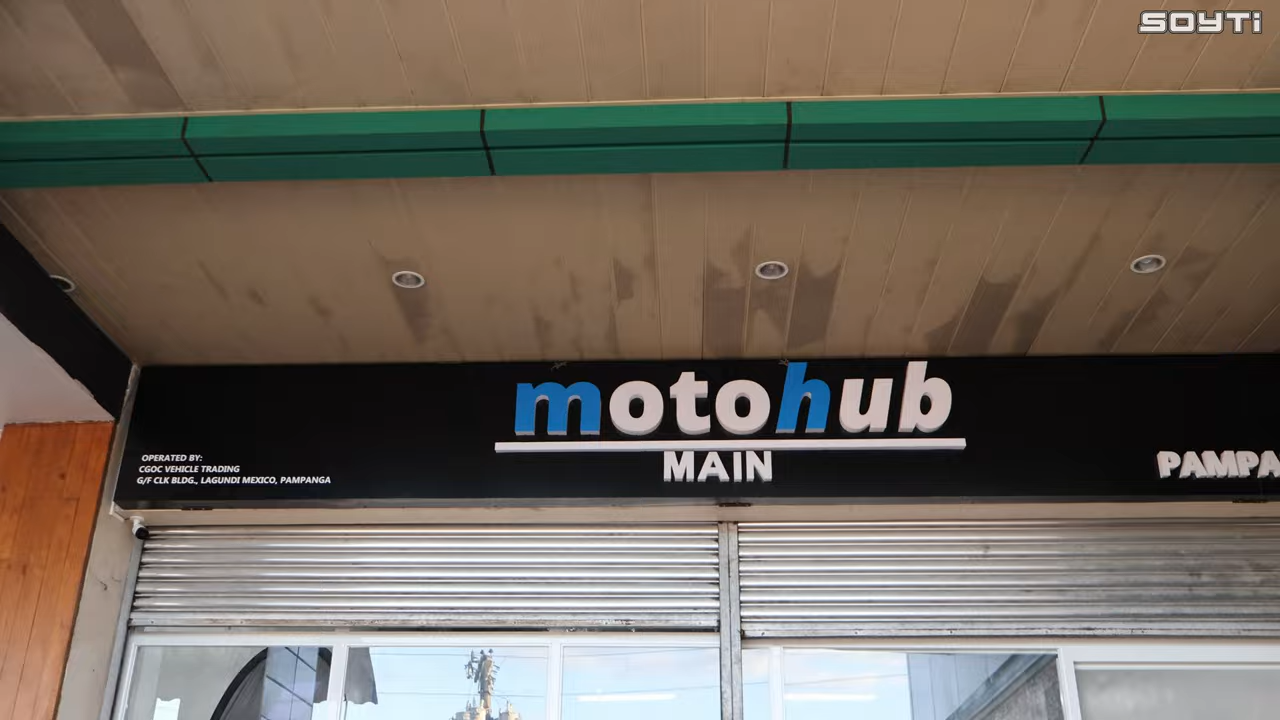 SOYTi
motohub
MAIN
OPERATED BY:
CGOC VEHICLE TRADING
G/F CLK BLDG., LAGUNDI MEXICO, PAMPANGA
PAMPA